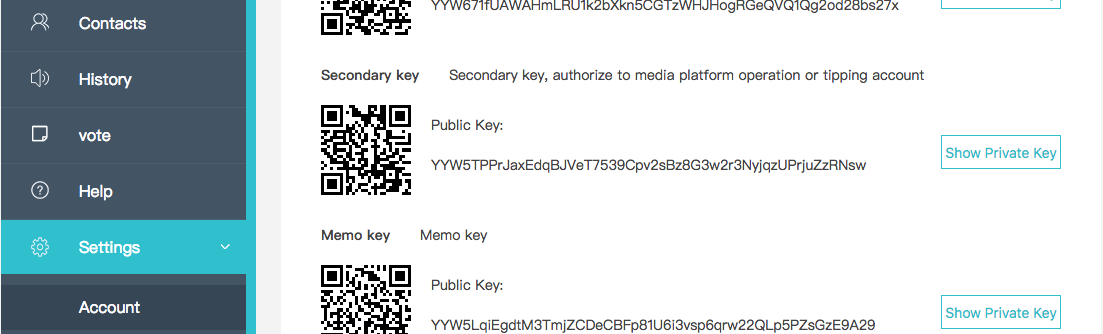 Contacts
History
vote
Help
Settings
Account
YYW671fUAWAHmLRU1k2bXkn5CGTzWHJHogRGeQVQ1Qg2od28bs27x
Secondary key Secondary key, authorize to media platform operation or tipping account
Public Key:
YYW5TPPrJaxEdqBJVeT7539Cpv2sBz8G3w2r3NyjqzUPrjuZzRNsw
Show Private Key
Memo key Memo key
Public Key:
YYW5LqiEgdtM3TmjZCDeCBFp81U6i3vsp6qrw22QLp5PZsGzE9A29
Show Private Key